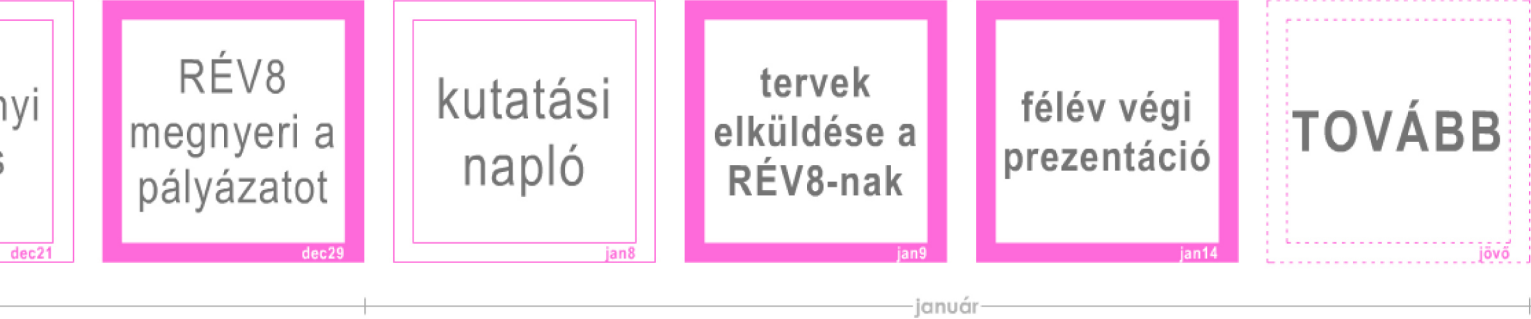 nyi
s
dec21
RÉV8
megnyeri a
pályázatot
dec29
kutatási
napló
jan8
tervek
elküldése a
RÉV8-nak
jan9
félév végi
prezentáció
jan14
TOVÁBB
jövő
január